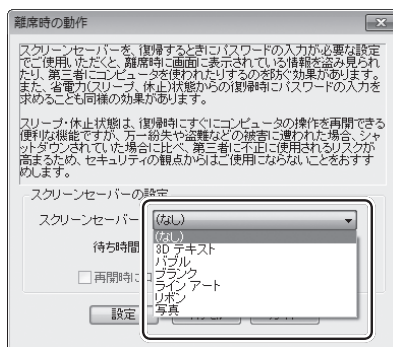 離席時の動作
スクリーンセーバーを、復帰するときにパスワードの入力が必要な設定
でご使用いただくと、離席時に画面に表示されている情報を盗み見られ
たり、第三者にコンピュータを使われたりするのを防ぐ効果があります。
また、省電力(スリープ、休止)状態からの復帰時にパスワードの入力を
求めることも同様の効果があります。
スリープ・休止状態は、復帰時にすぐにコンピュータの操作を再開できる
便利な機能ですが、万一紛失や盗難などの被害に遭われた場合、シャ
ットダウンされていた場合に比べ、第三者に不正に使用されるリスクが
高まるため、セキュリティの観点からはご使用にならないことをおすす
めします。
スクリーンセーバーの設定
スクリーンセーバー
(なし)
待ち時間
(なし)
3D テキスト
バブル
ブランク
ライン アート
リボン
写真
再開時に
設定